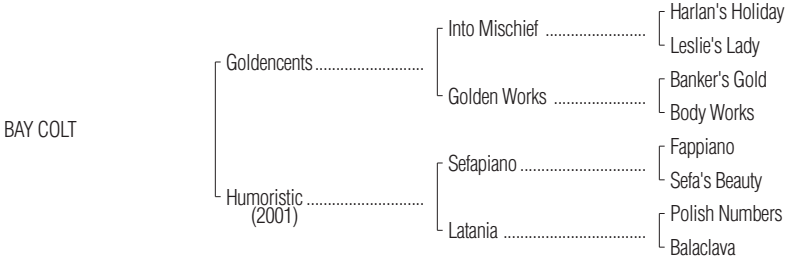 Harlan's Holiday
Into Mischief ........................
Leslie's Lady
Goldencents..........................
Banker's Gold
Golden Works ......................
Body Works
BAY COLT
Fappiano
Sefapiano ..............................
Sefa's Beauty
Humoristic ............................
(2001)
Polish Numbers
Latania ..................................
Balaclava